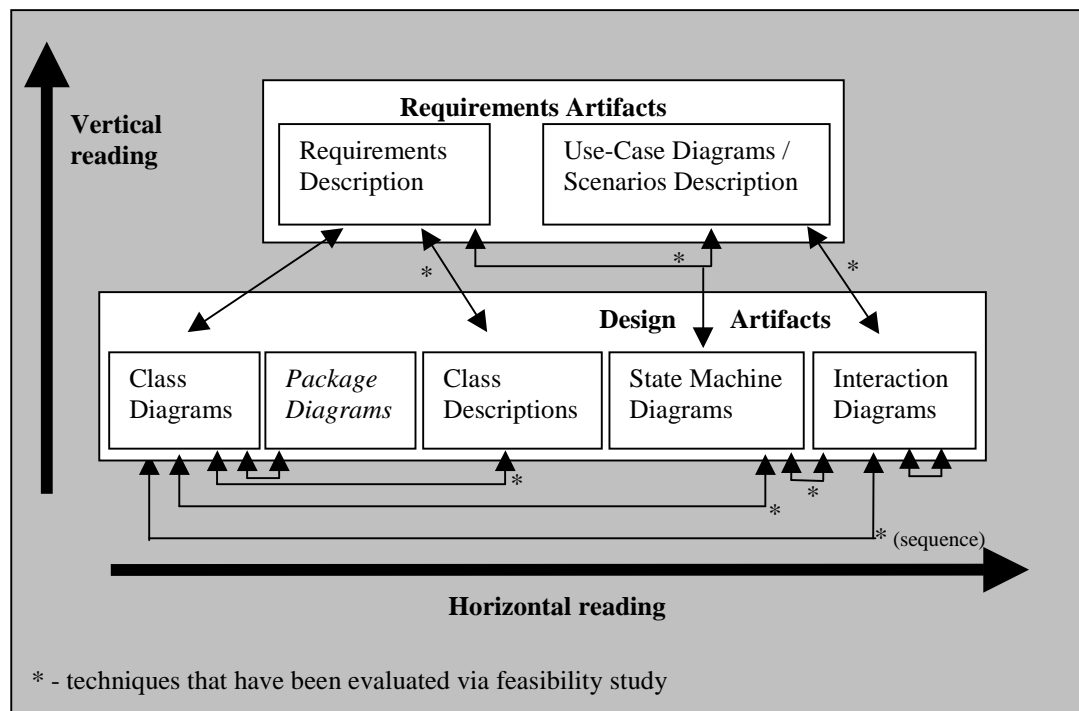 Vertical
reading
Requirements Artifacts
Requirements
Description
Use-Case Diagrams /
Scenarios Description
*
*
*
Design Artifacts
Class
Diagrams
Package
Diagrams
Class
Descriptions
State Machine
Diagrams
Interaction
Diagrams
*
*
*
* (sequence)
Horizontal reading
* - techniques that have been evaluated via feasibility study